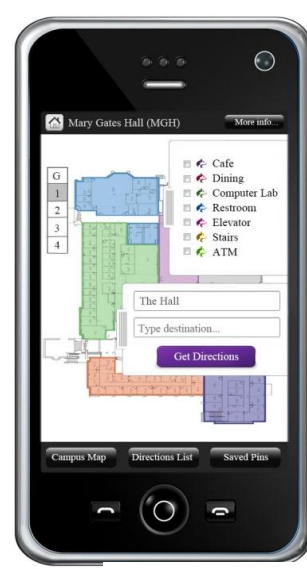 Mary Gates Hall (MGH)
More info...
G
1
2
3
4
Cafe
Dining
Computer Lab
Restroom
Elevator
Stairs
ATM
The Hall
Type destination...
Get Directions
Campus Map
Directions List
Saved Pins